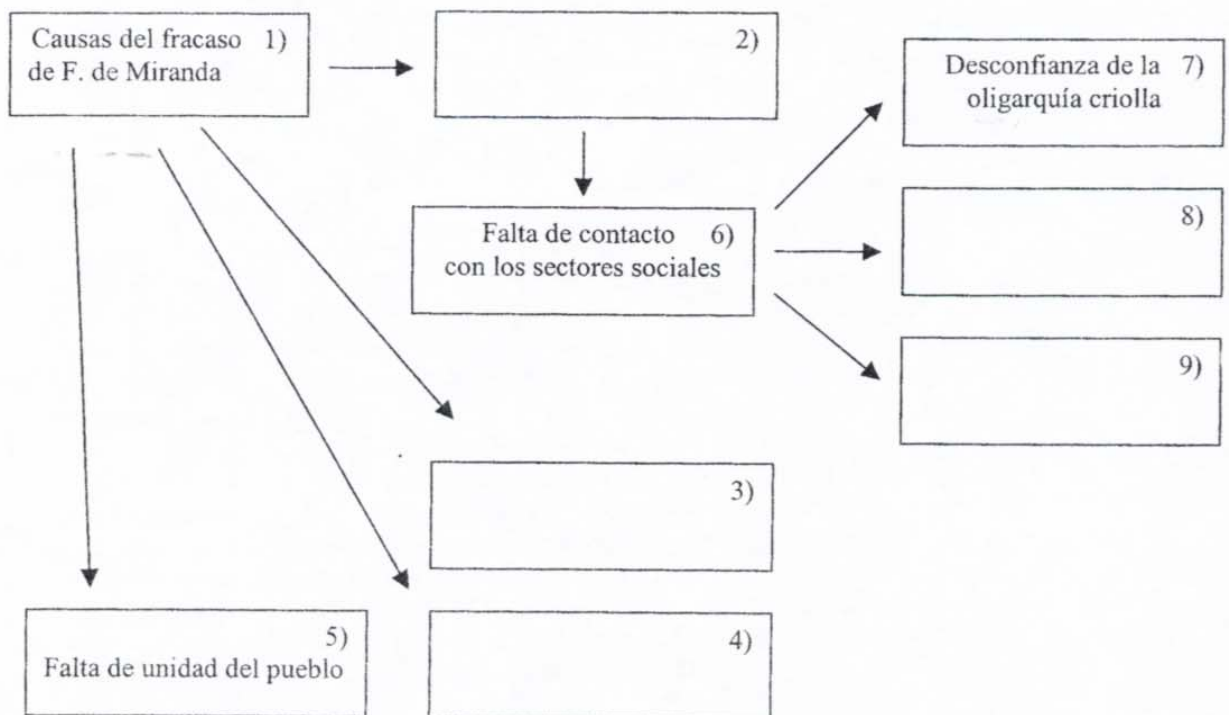 Causas del fracaso 1)
de F. de Miranda
2)
Desconfianza de la 7)
oligarquía criolla
Falta de contacto 6)
con los sectores sociales
8)
9)
3)
5)
Falta de unidad del pueblo
4)